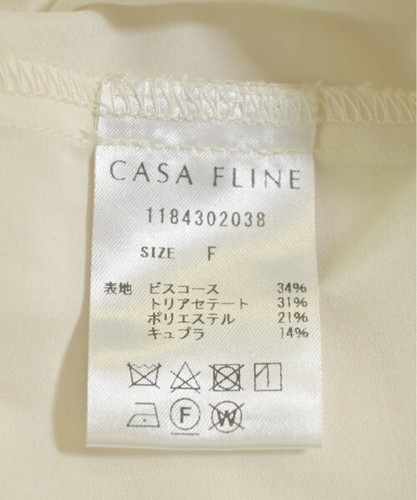 CASA FLINE
1184302038
SIZE F
表地 ビスコース 34%
トリアセテート 31%
ポリエステル 21%
キュプラ 14%
F W